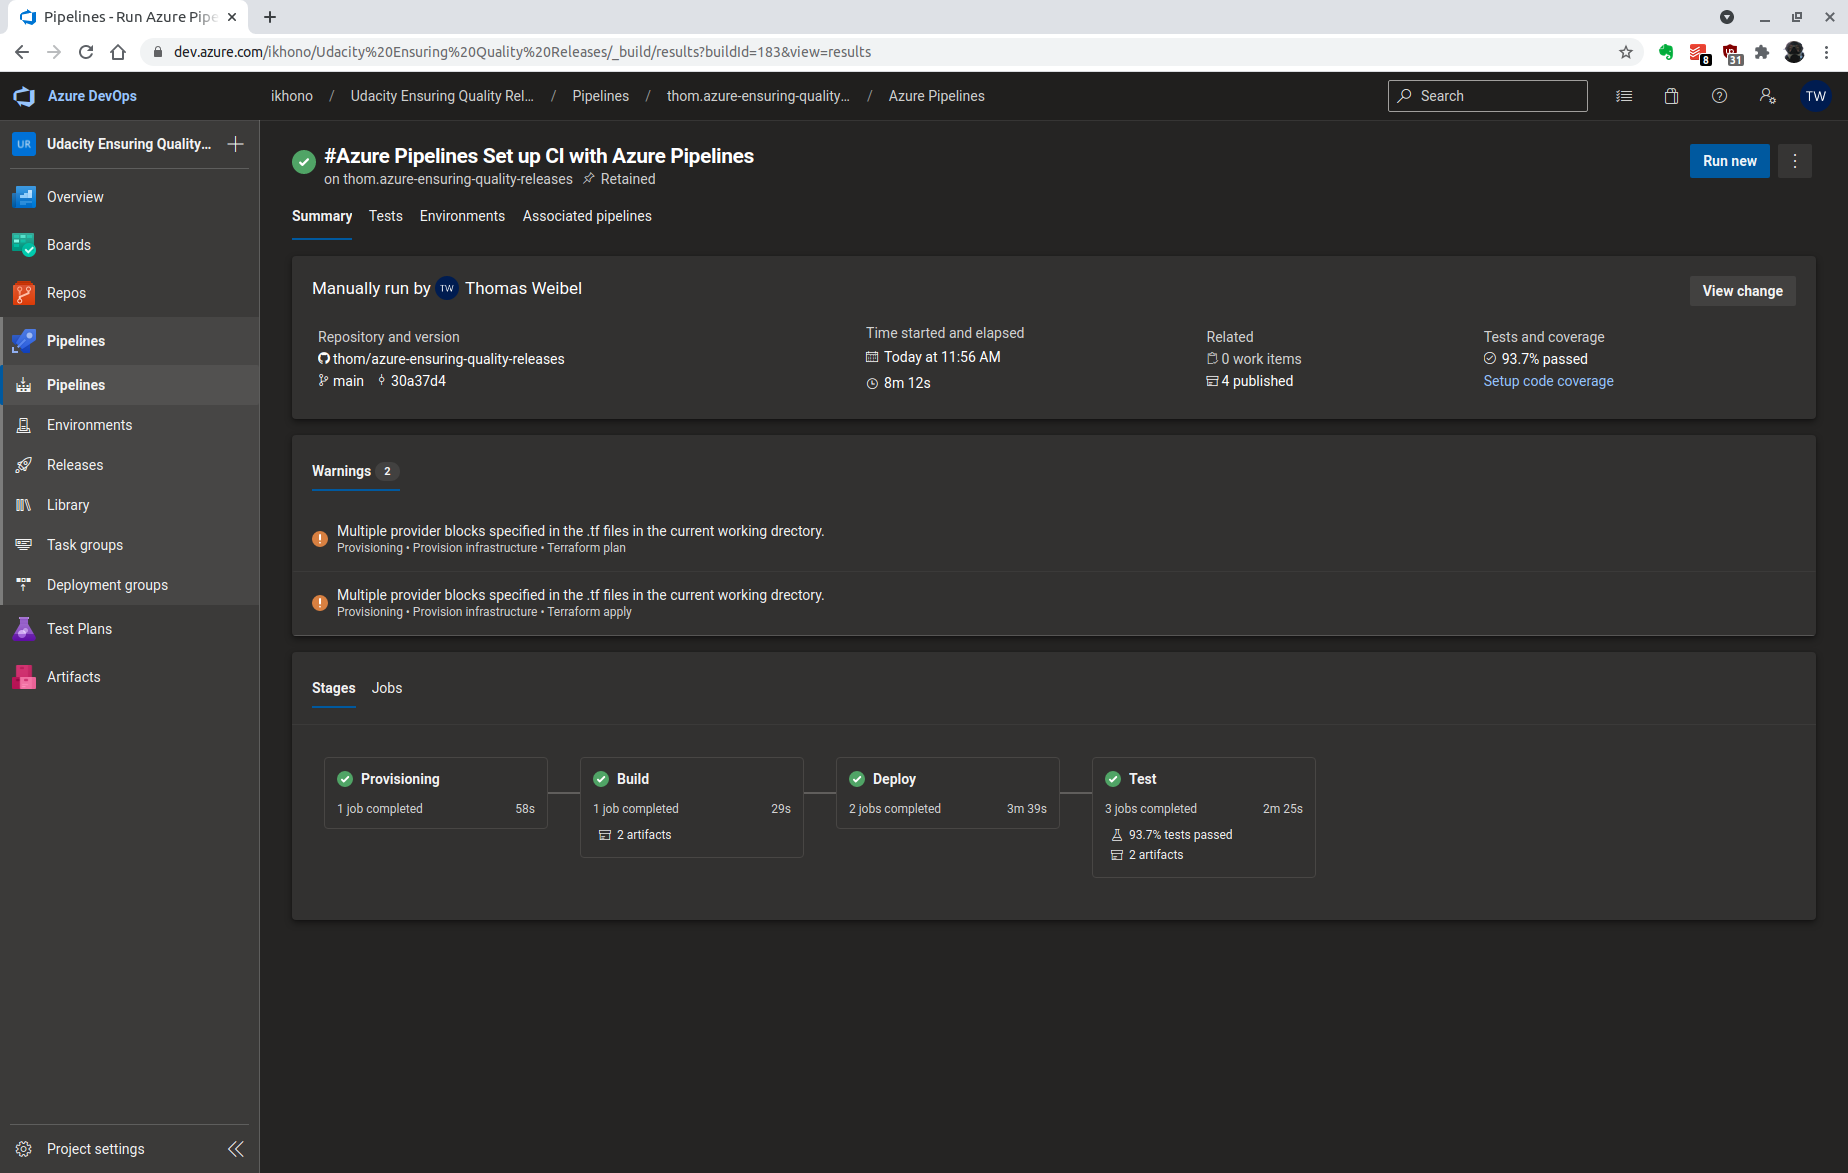 Pipelines - Run Azure Pipe
dev.azure.com/ikhono/Udacity%20Ensuring%20Quality%20Releases/_build/results?buildId=183&view=results
8
31
Azure DevOps
ikhono / Udacity Ensuring Quality Rel... / Pipelines / thom.azure-ensuring-quality... / Azure Pipelines
Search
TW
UR Udacity Ensuring Quality...
Overview
Boards
Repos
Pipelines
Pipelines
Environments
Releases
Library
Task groups
Deployment groups
Test Plans
Artifacts
Project settings
#Azure Pipelines Set up CI with Azure Pipelines
on thom.azure-ensuring-quality-releases Retained
Run new
Summary Tests Environments Associated pipelines
Manually run by TW Thomas Weibel
View change
Repository and version
thom/azure-ensuring-quality-releases
main 30a37d4
Time started and elapsed
Today at 11:56 AM
8m 12s
Related
0 work items
4 published
Tests and coverage
93.7% passed
Setup code coverage
Warnings 2
Multiple provider blocks specified in the .tf files in the current working drectory.
Provisioning • Provision infrastructure • Terraform plan
Multiple provider blocks specified in the .tf files in the current working drectory.
Provisioning • Provision infrastructure • Terraform apply
Stages Jobs
Provisioning
1 job completed 58s
Build
1 job completed 29s
2 artifacts
Deploy
2 jobs completed 3m 39s
Test
3 jobs completed 2m 25s
93.7% tests passed
2 artifacts